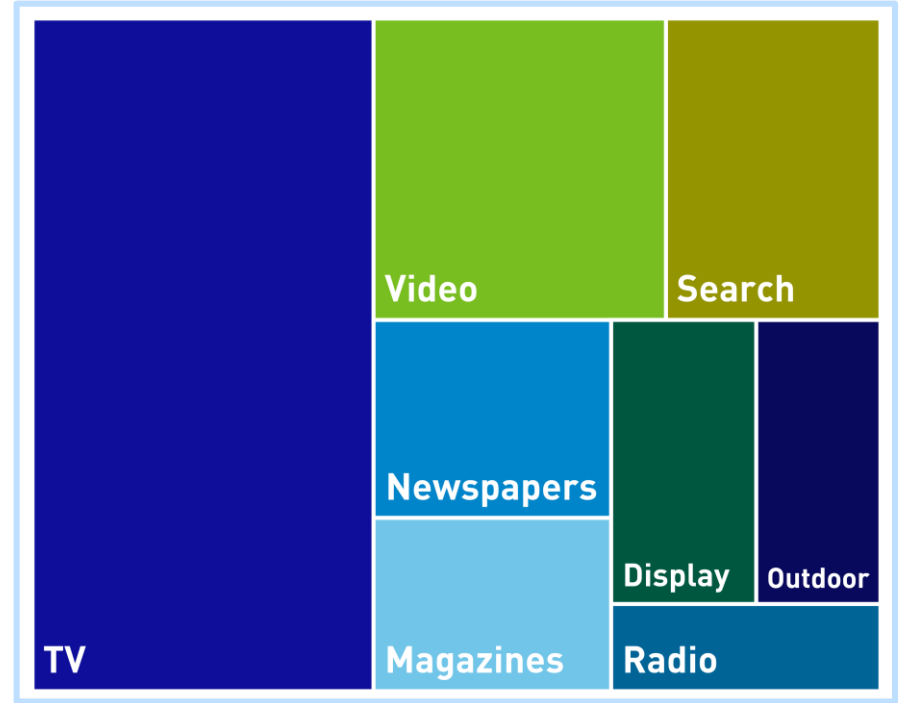 TV
Video
Search
Newspapers
Magazines
Display
Outdoor
Radio